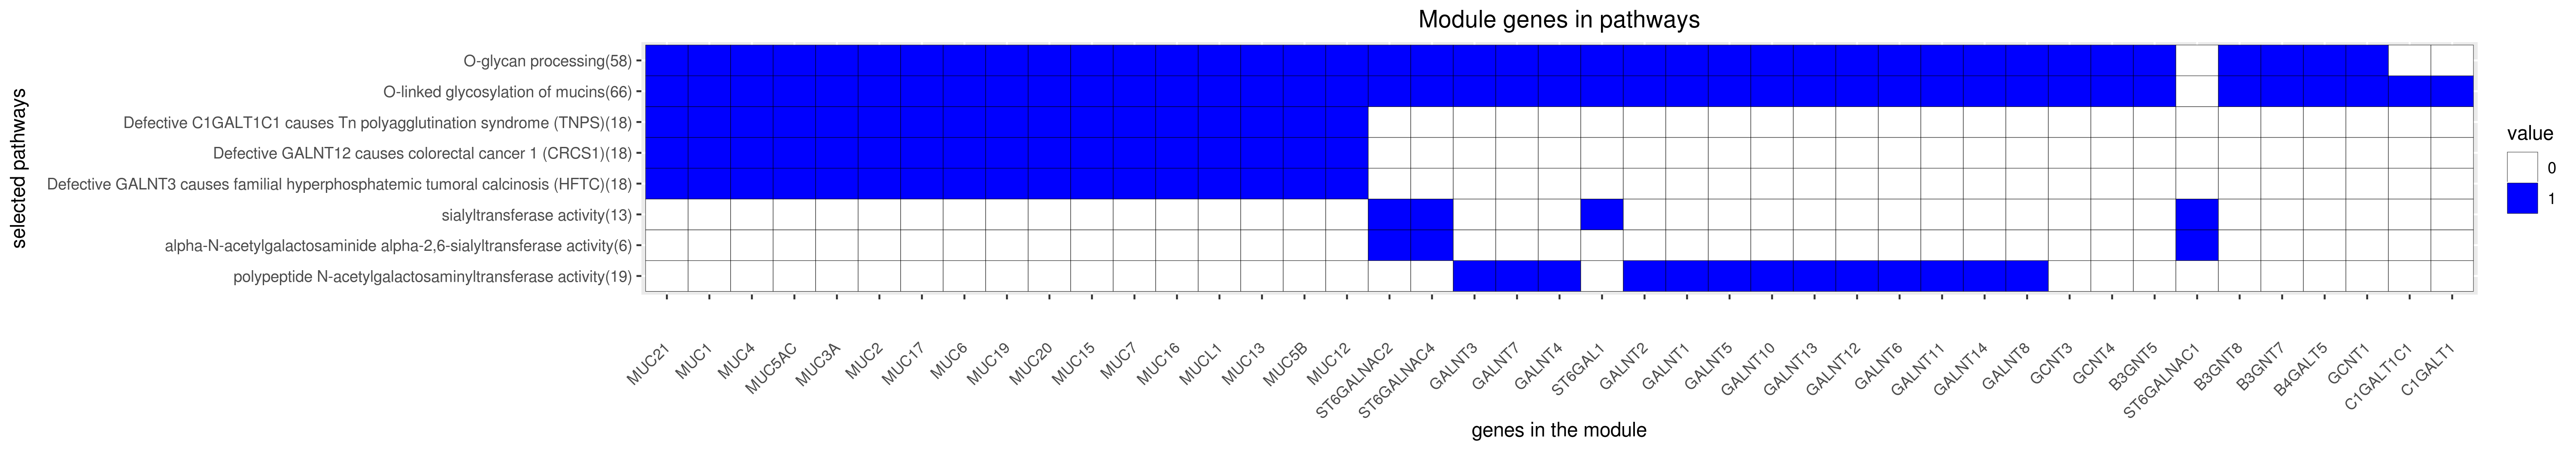 Module genes in pathways
selected pathways
O-glycan processing(58)
O-linked glycosylation of mucins(66)
Defective C1GALT1C1 causes Tn polyagglutination syndrome (TNPS)(18)
Defective GALNT12 causes colorectal cancer 1 (CRCS1)(18)
Defective GALNT3 causes familial hyperphosphatemic tumoral calcinosis (HFTC)(18)
sialyltransferase activity(13)
alpha-N-acetylgalactosaminide alpha-2,6-sialyltransferase activity(6)
polypeptide N-acetylgalactosaminyltransferase activity(19)
MUC21
MUC1
MUC4
MUC5AC
MUC3A
MUC2
MUC17
MUC6
MUC19
MUC20
MUC15
MUC7
MUC16
MUCL1
MUC13
MUC5B
MUC12
ST6GALNAC2
ST6GALNAC4
GALNT3
GALNT7
GALNT4
ST6GAL1
GALNT2
GALNT1
GALNT5
GALNT10
GALNT13
GALNT12
GALNT6
GALNT11
GALNT14
GALNT8
GCNT3
GCNT4
B3GNT5
ST6GALNAC1
B3GNT8
B3GNT7
B4GALT5
GCNT1
C1GALT1C1
C1GALT1
genes in the module
value
0
1